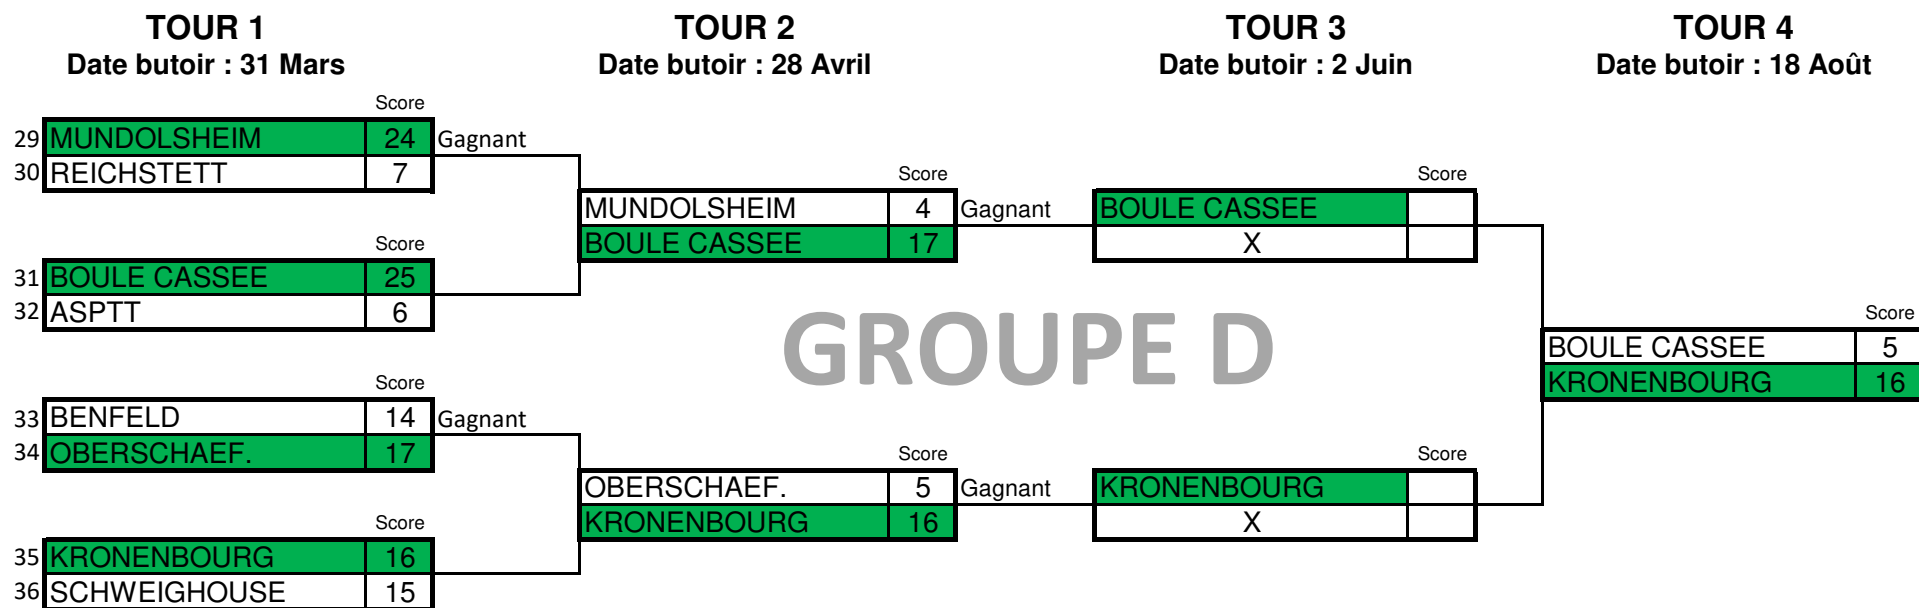 TOUR 1 TOUR 2 TOUR 3 TOUR 4
Date butoir : 31 Mars Date butoir : 28 Avril Date butoir : 2 Juin Date butoir : 18 Août
Score
29 MUNDOLSHEIM 24 Gagnant
30 REICHSTETT 7 Score Score
MUNDOLSHEIM 4 Gagnant BOULE CASSEE
Score BOULE CASSEE 17 X
31 BOULE CASSEE 25
32 ASPTT 6 Score
GROUPE D
BOULE CASSEE 5
Score KRONENBOURG 16
33 BENFELD 14 Gagnant
34 OBERSCHAEF. 17 Score Score
OBERSCHAEF. 5 Gagnant KRONENBOURG
Score KRONENBOURG 16 X
35 KRONENBOURG 16
36 SCHWEIGHOUSE 15